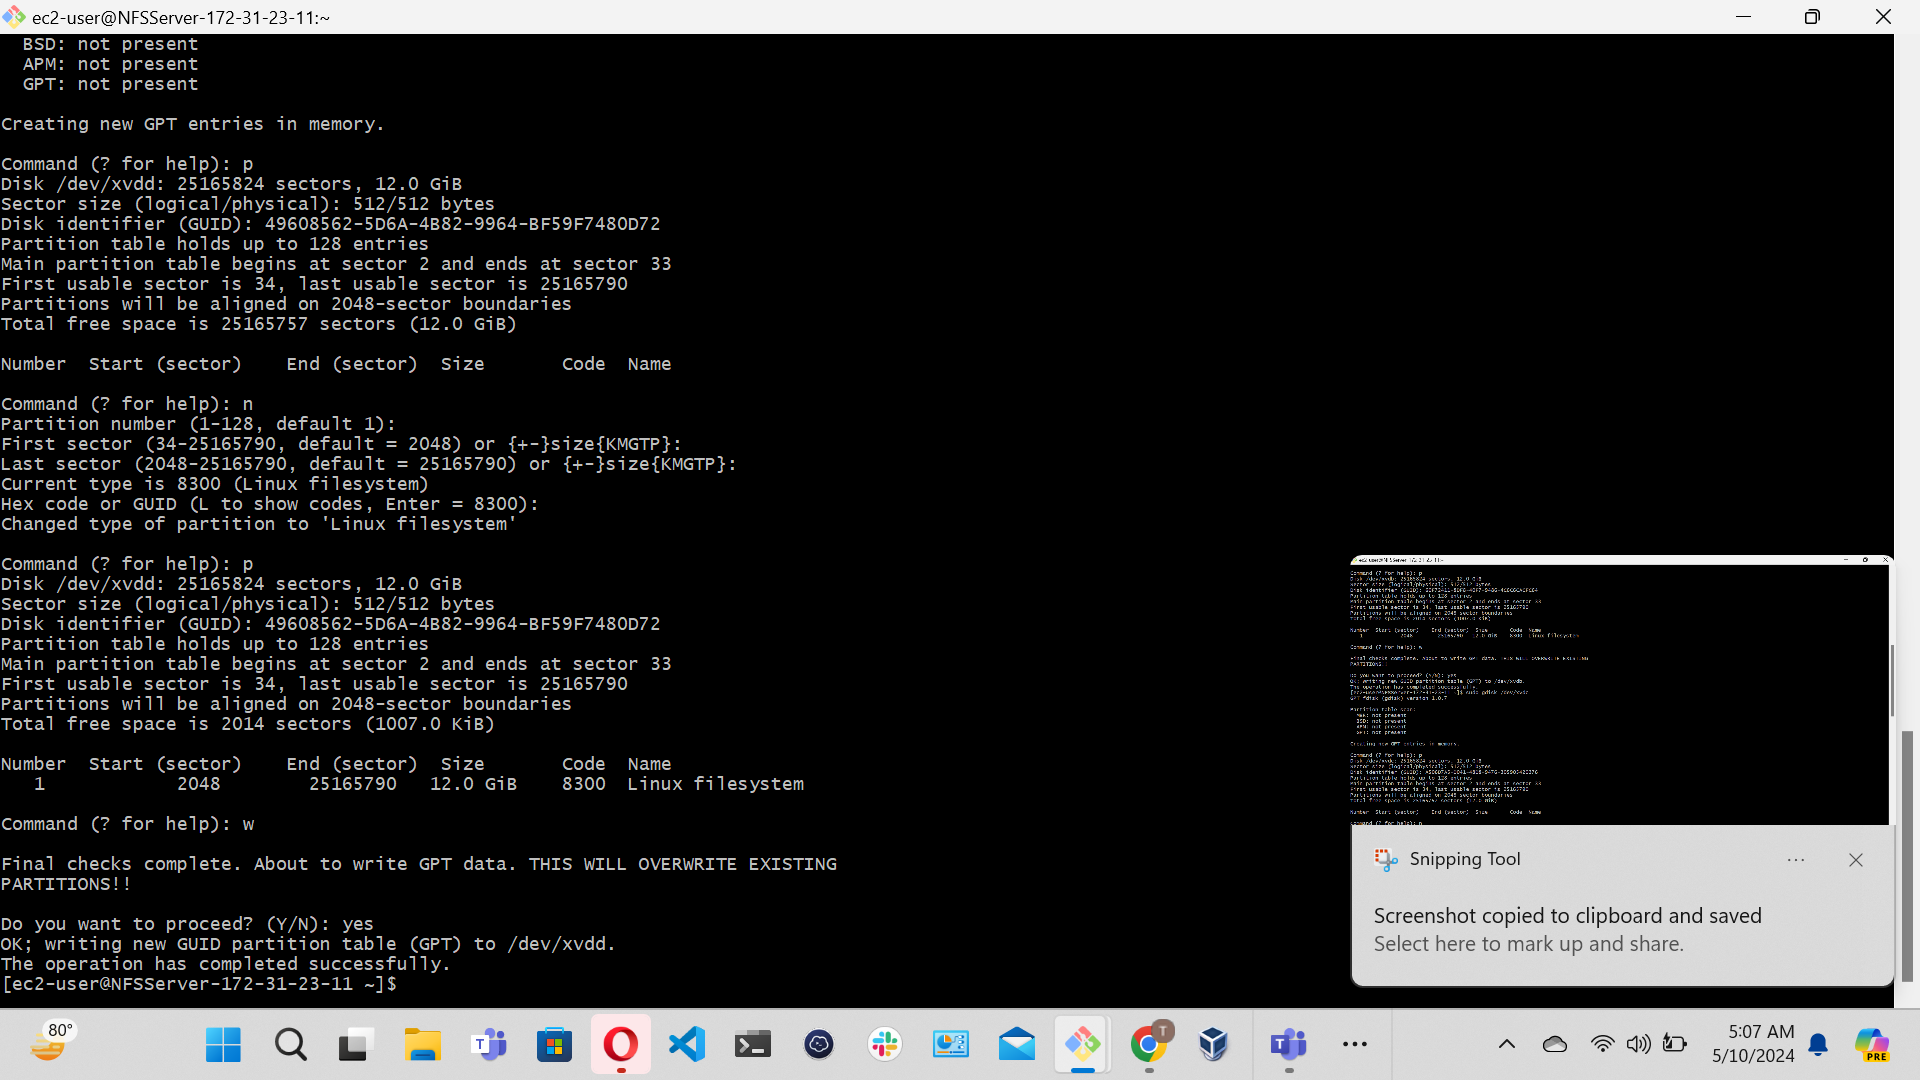 ec2-user@NFSServer-172-31-23-11:~
BSD: not present
APM: not present
GPT: not present
Creating new GPT entries in memory.
Command (? for help): p
Disk /dev/xvdd: 25165824 sectors, 12.0 GiB
Sector size (logical/physical): 512/512 bytes
Disk identifier (GUID): 49608562-5D6A-4B82-9964-BF59F7480D72
Partition table holds up to 128 entries
Main partition table begins at sector 2 and ends at sector 33
First usable sector is 34, last usable sector is 25165790
Partitions will be aligned on 2048-sector boundaries
Total free space is 25165757 sectors (12.0 GiB)
Number  Start (sector)    End (sector)  Size       Code  Name
Command (? for help): n
Partition number (1-128, default 1):
First sector (34-25165790, default = 2048) or {+-}size{KMGTP}:
Last sector (2048-25165790, default = 25165790) or {+-}size{KMGTP}:
Current type is 8300 (Linux filesystem)
Hex code or GUID (L to show codes, Enter = 8300):
Changed type of partition to 'Linux filesystem'
Command (? for help): p
Disk /dev/xvdd: 25165824 sectors, 12.0 GiB
Sector size (logical/physical): 512/512 bytes
Disk identifier (GUID): 49608562-5D6A-4B82-9964-BF59F7480D72
Partition table holds up to 128 entries
Main partition table begins at sector 2 and ends at sector 33
First usable sector is 34, last usable sector is 25165790
Partitions will be aligned on 2048-sector boundaries
Total free space is 2014 sectors (1007.0 KiB)
Number  Start (sector)    End (sector)  Size       Code  Name
1            2048        25165790   12.0 GiB    8300  Linux filesystem
Command (? for help): w
Final checks complete. About to write GPT data. THIS WILL OVERWRITE EXISTING
PARTITIONS!!
Do you want to proceed? (Y/N): yes
OK; writing new GUID partition table (GPT) to /dev/xvdd.
The operation has completed successfully.
[ec2-user@NFSServer-172-31-23-11 ~]$
Snipping Tool
Screenshot copied to clipboard and saved
Select here to mark up and share.
80°
T
T
T
PRE
5:07 AM
5/10/2024